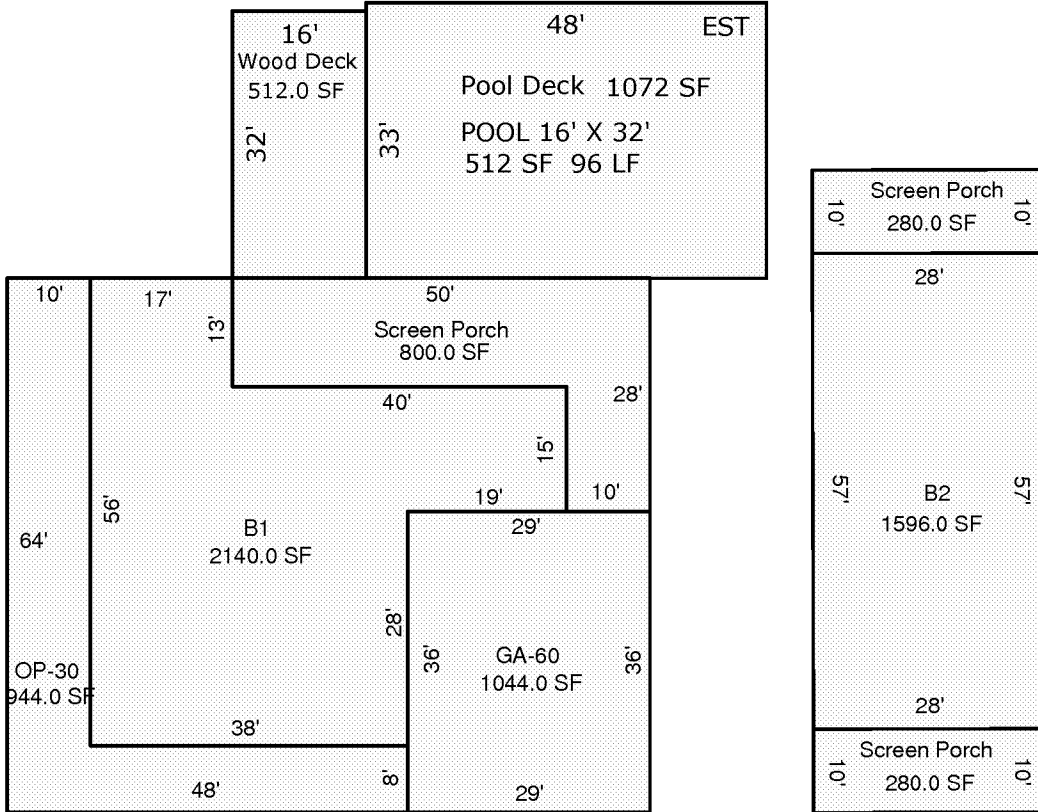 16'
Wood Deck
512.0 SF
32'
48'
EST
Pool Deck 1072 SF
33'
POOL 16' X 32'
512 SF 96 LF
Screen Porch
10'
10'
280.0 SF
28'
57'
57'
B2
1596.0 SF
28'
Screen Porch
10'
10'
280.0 SF
10'
17'
50'
13'
Screen Porch
800.0 SF
40'
28'
15'
19'
10'
29'
56'
64'
B1
2140.0 SF
28'
36'
36'
GA-60
1044.0 SF
OP-30
944.0 SF
38'
8'
48'
29'